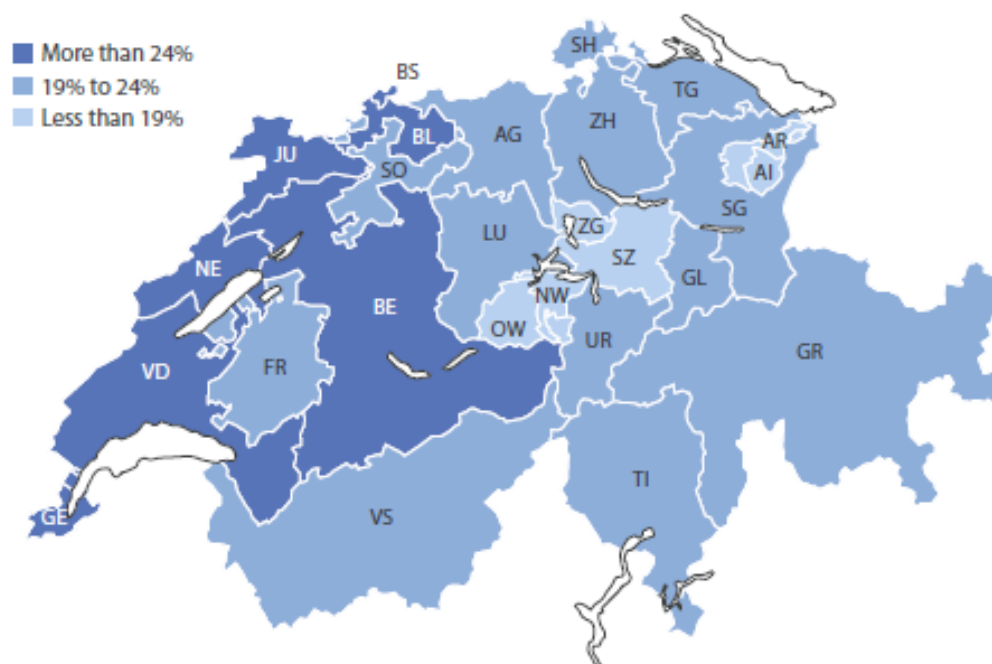 More than 24%
19% to 24%
Less than 19%
SH
BS
TG
BL
AG
ZH
JU
SO
AR
AI
SG
LU
ZG
SZ
NE
GL
NW
BE
OW
UR
GR
VD
FR
TI
VS
GE